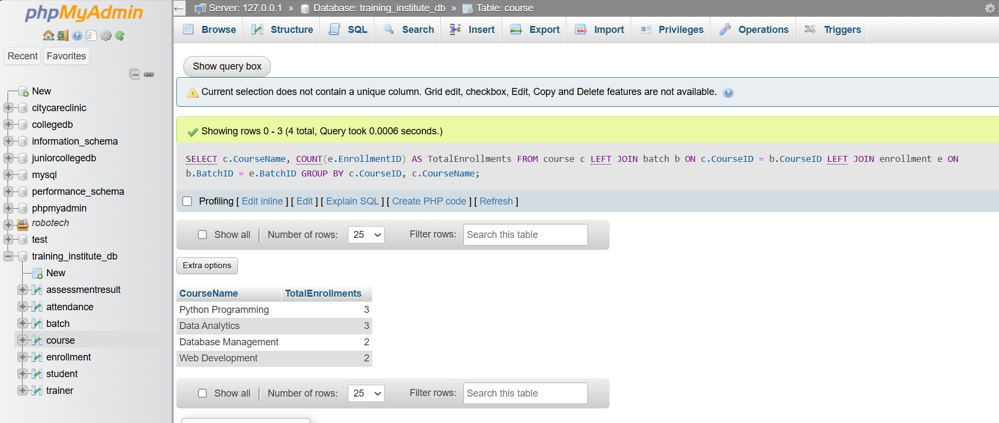 phpMyAdmin
Recent Favorites
New
citycareclinic
collegedb
information_schema
juniorcollegedb
mysql
performance_schema
phpmyadmin
robotech
test
training_institute_db
New
assessmentresult
attendance
batch
course
enrollment
student
trainer
Server: 127.0.0.1 » Database: training_institute_db » Table: course
Browse Structure SQL Search Insert Export Import Privileges Operations Triggers
Show query box
Current selection does not contain a unique column. Grid edit, checkbox, Edit, Copy and Delete features are not available.
Showing rows 0 - 3 (4 total, Query took 0.0006 seconds.)
SELECT c.CourseName, COUNT(e.EnrollmentID) AS TotalEnrollments FROM course c LEFT JOIN batch b ON c.CourseID = b.CourseID LEFT JOIN enrollment e ON
b.BatchID = e.BatchID GROUP BY c.CourseID, c.CourseName;
Profiling [ Edit inline ] [ Edit ] [ Explain SQL ] [ Create PHP code ] [ Refresh ]
Show all | Number of rows: 25 Filter rows: Search this table
Extra options
CourseName TotalEnrollments
Python Programming 3
Data Analytics 3
Database Management 2
Web Development 2
Show all | Number of rows: 25 Filter rows: Search this table